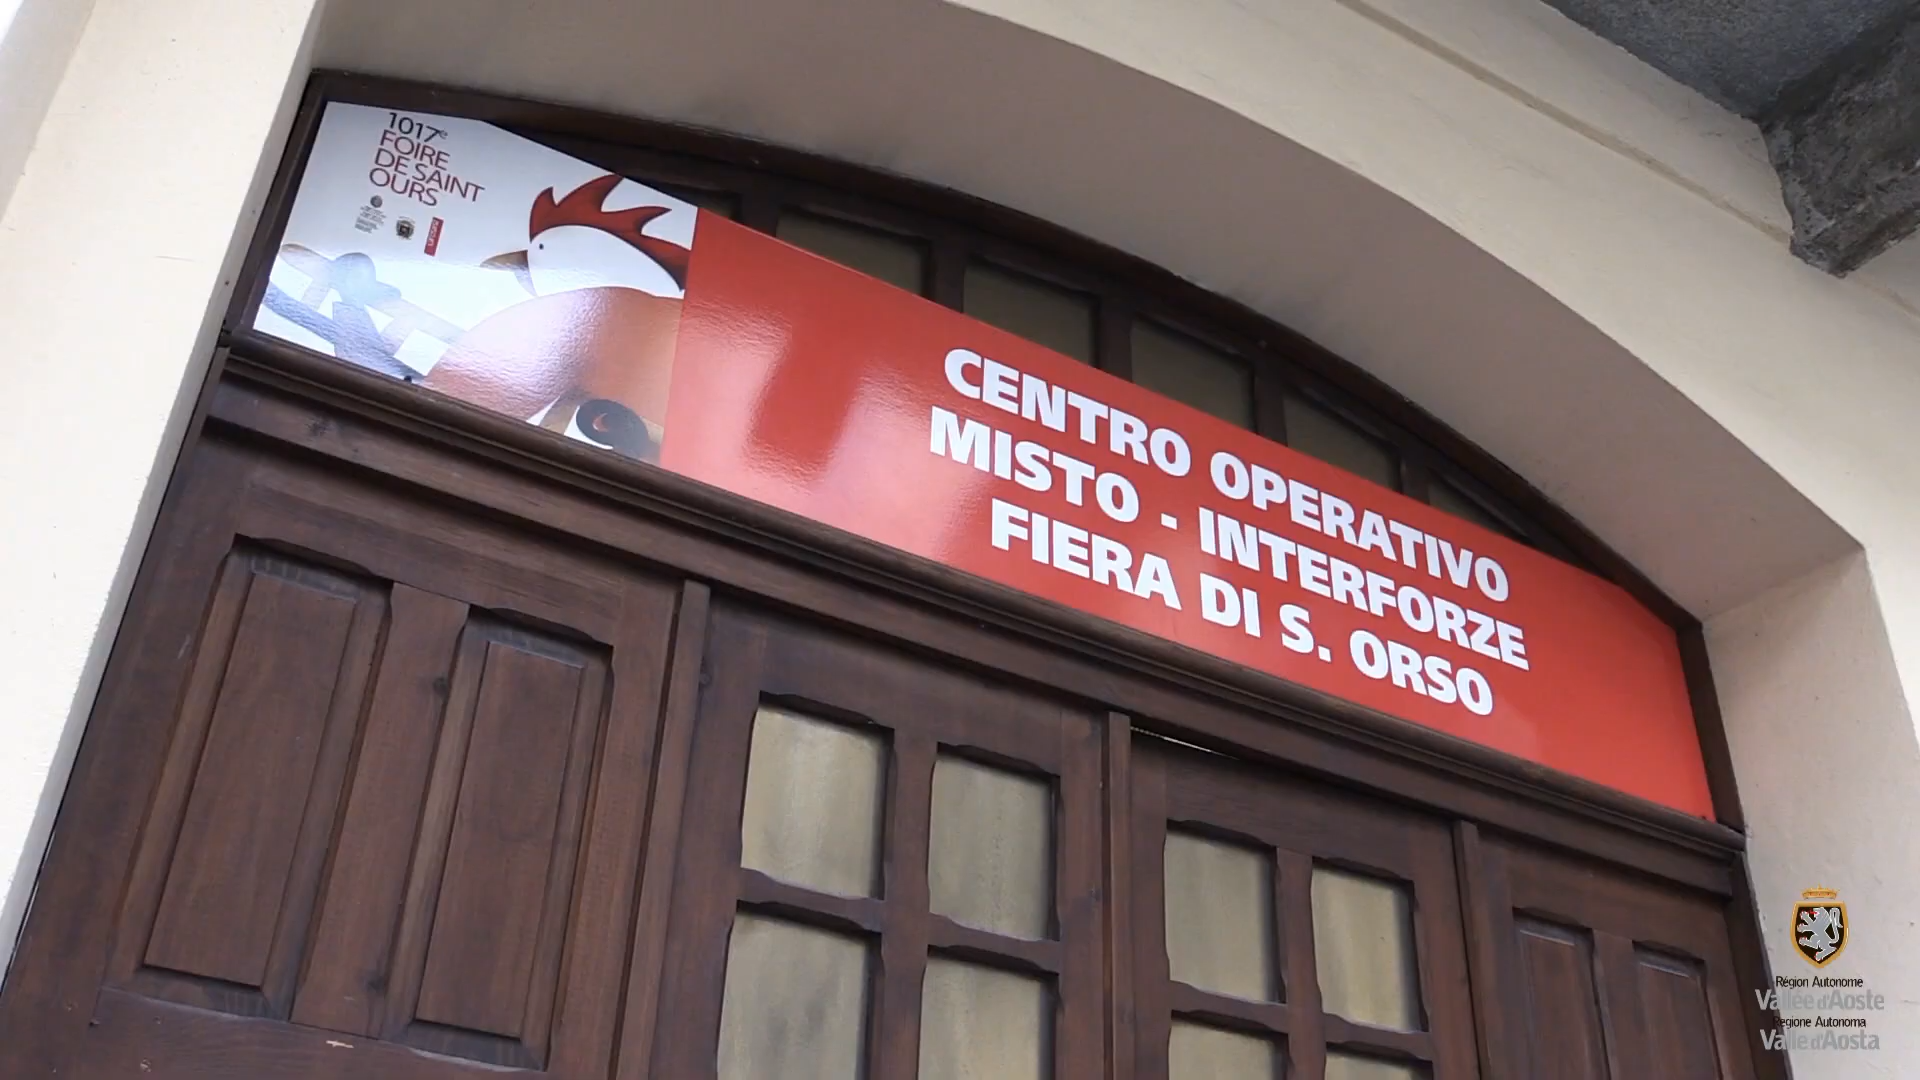 1017e
FOIRE
DE SAINT
OURS
CENTRO OPERATIVO
MISTO - INTERFORZE
FIERA DI S. ORSO
Région Autonome
Vallée d'Aoste
Regione Autonoma
Valle d'Aosta